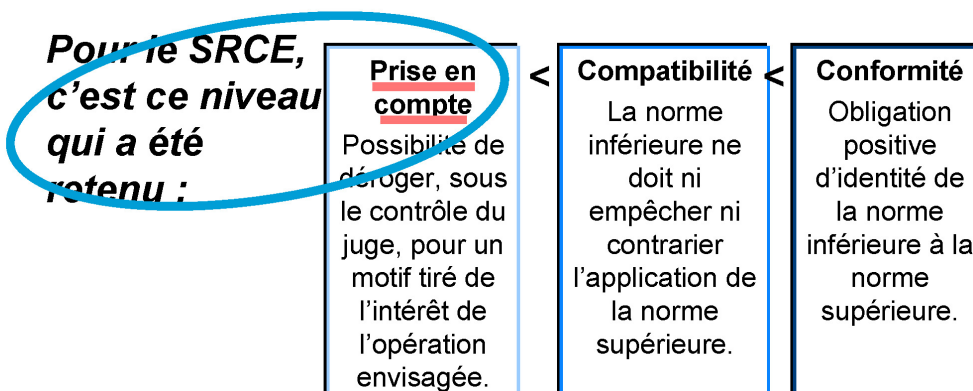 Pour le SRCE,
c’est ce niveau
qui a été
retenu :
Prise en
compte
Possibilité de
déroger, sous
le contrôle du
juge, pour un
motif tiré de
l’intérêt de
l’opération
envisagée.
<
Compatibilité
La norme
inférieure ne
doit ni
empêcher ni
contrarier
l’application de
la norme
supérieure.
<
Conformité
Obligation
positive
d’identité de
la norme
inférieure à la
norme
supérieure.